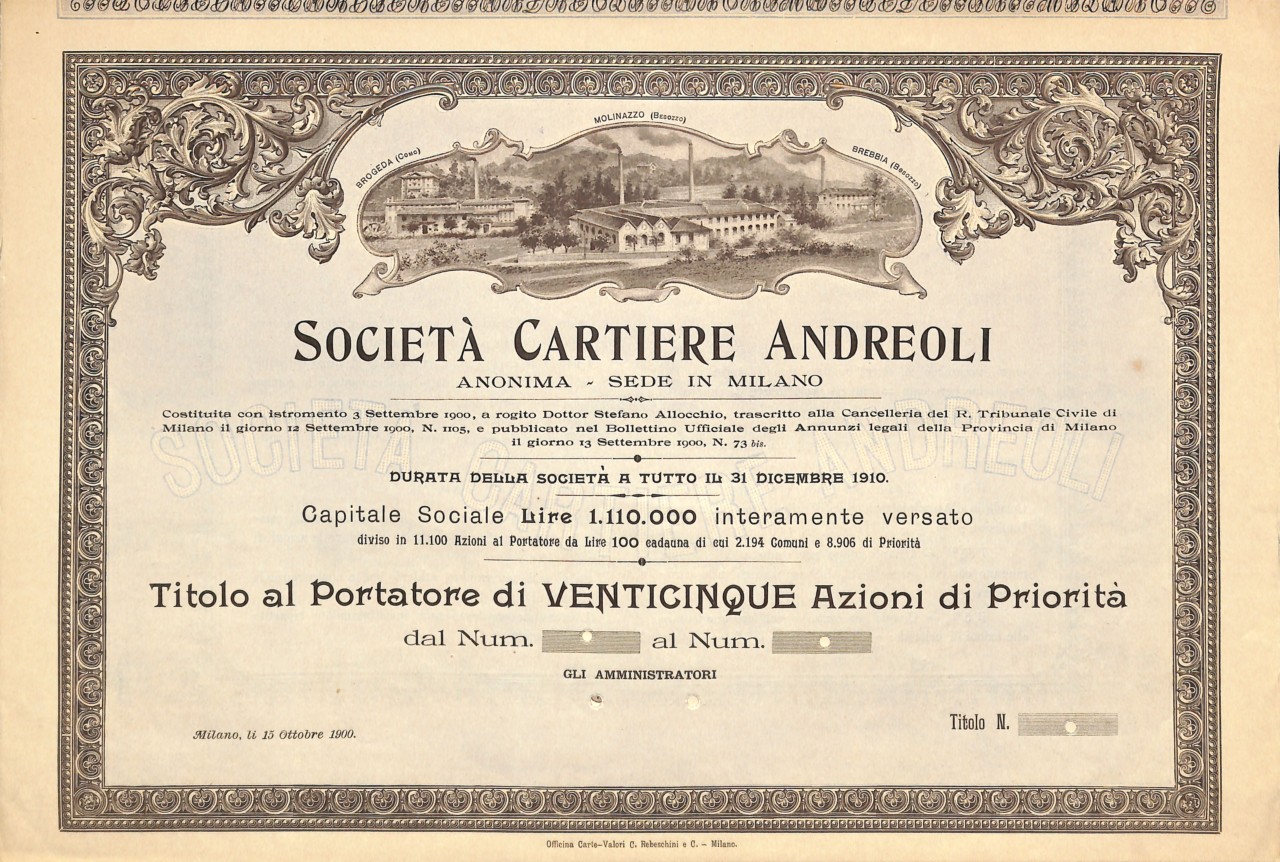 MOLINAZZO (Besozzo)
BROGEDA (Como)
BREBBIA (Besozzo)
SOCIETÀ CARTIERE ANDREOLI
ANONIMA - SEDE IN MILANO
Costituita con istromento 3 Settembre 1900, a rogito Dottor Stefano Allocchio, trascritto alla Cancelleria del R. Tribunale Civile di
Milano il giorno 12 Settembre 1900, N. 1105, e pubblicato nel Bollettino Ufficiale degli Annunzi legali della Provincia di Milano
il giorno 13 Settembre 1900, N. 73 bis.
SOCIETÀ CARTIERE ANDREOLI
DURATA DELLA SOCIETÀ A TUTTO IL 31 DICEMBRE 1910.
Capitale Sociale Lire 1.110.000 interamente versato
diviso in 11.100 Azioni al Portatore da Lire 100 cadauna di cui 2.194 Comuni e 8.906 di Priorità
Titolo al Portatore di VENTICINQUE Azioni di Priorità
dal Num. al Num.
GLI AMMINISTRATORI
Titolo N.
Milano, li 15 Ottobre 1900.
Officina Carte-Valori C. Rebeschini e C. - Milano.